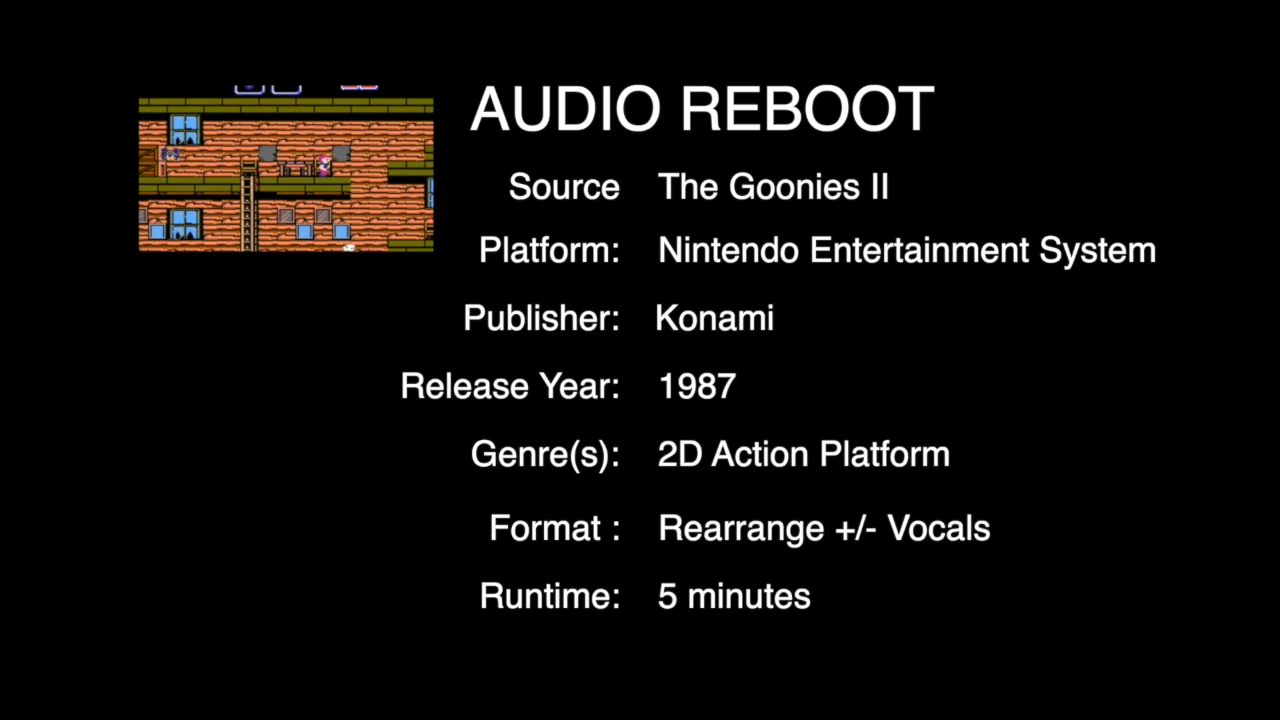 AUDIO REBOOT
Source The Goonies II
Platform: Nintendo Entertainment System
Publisher: Konami
Release Year: 1987
Genre(s): 2D Action Platform
Format : Rearrange +/- Vocals
Runtime: 5 minutes